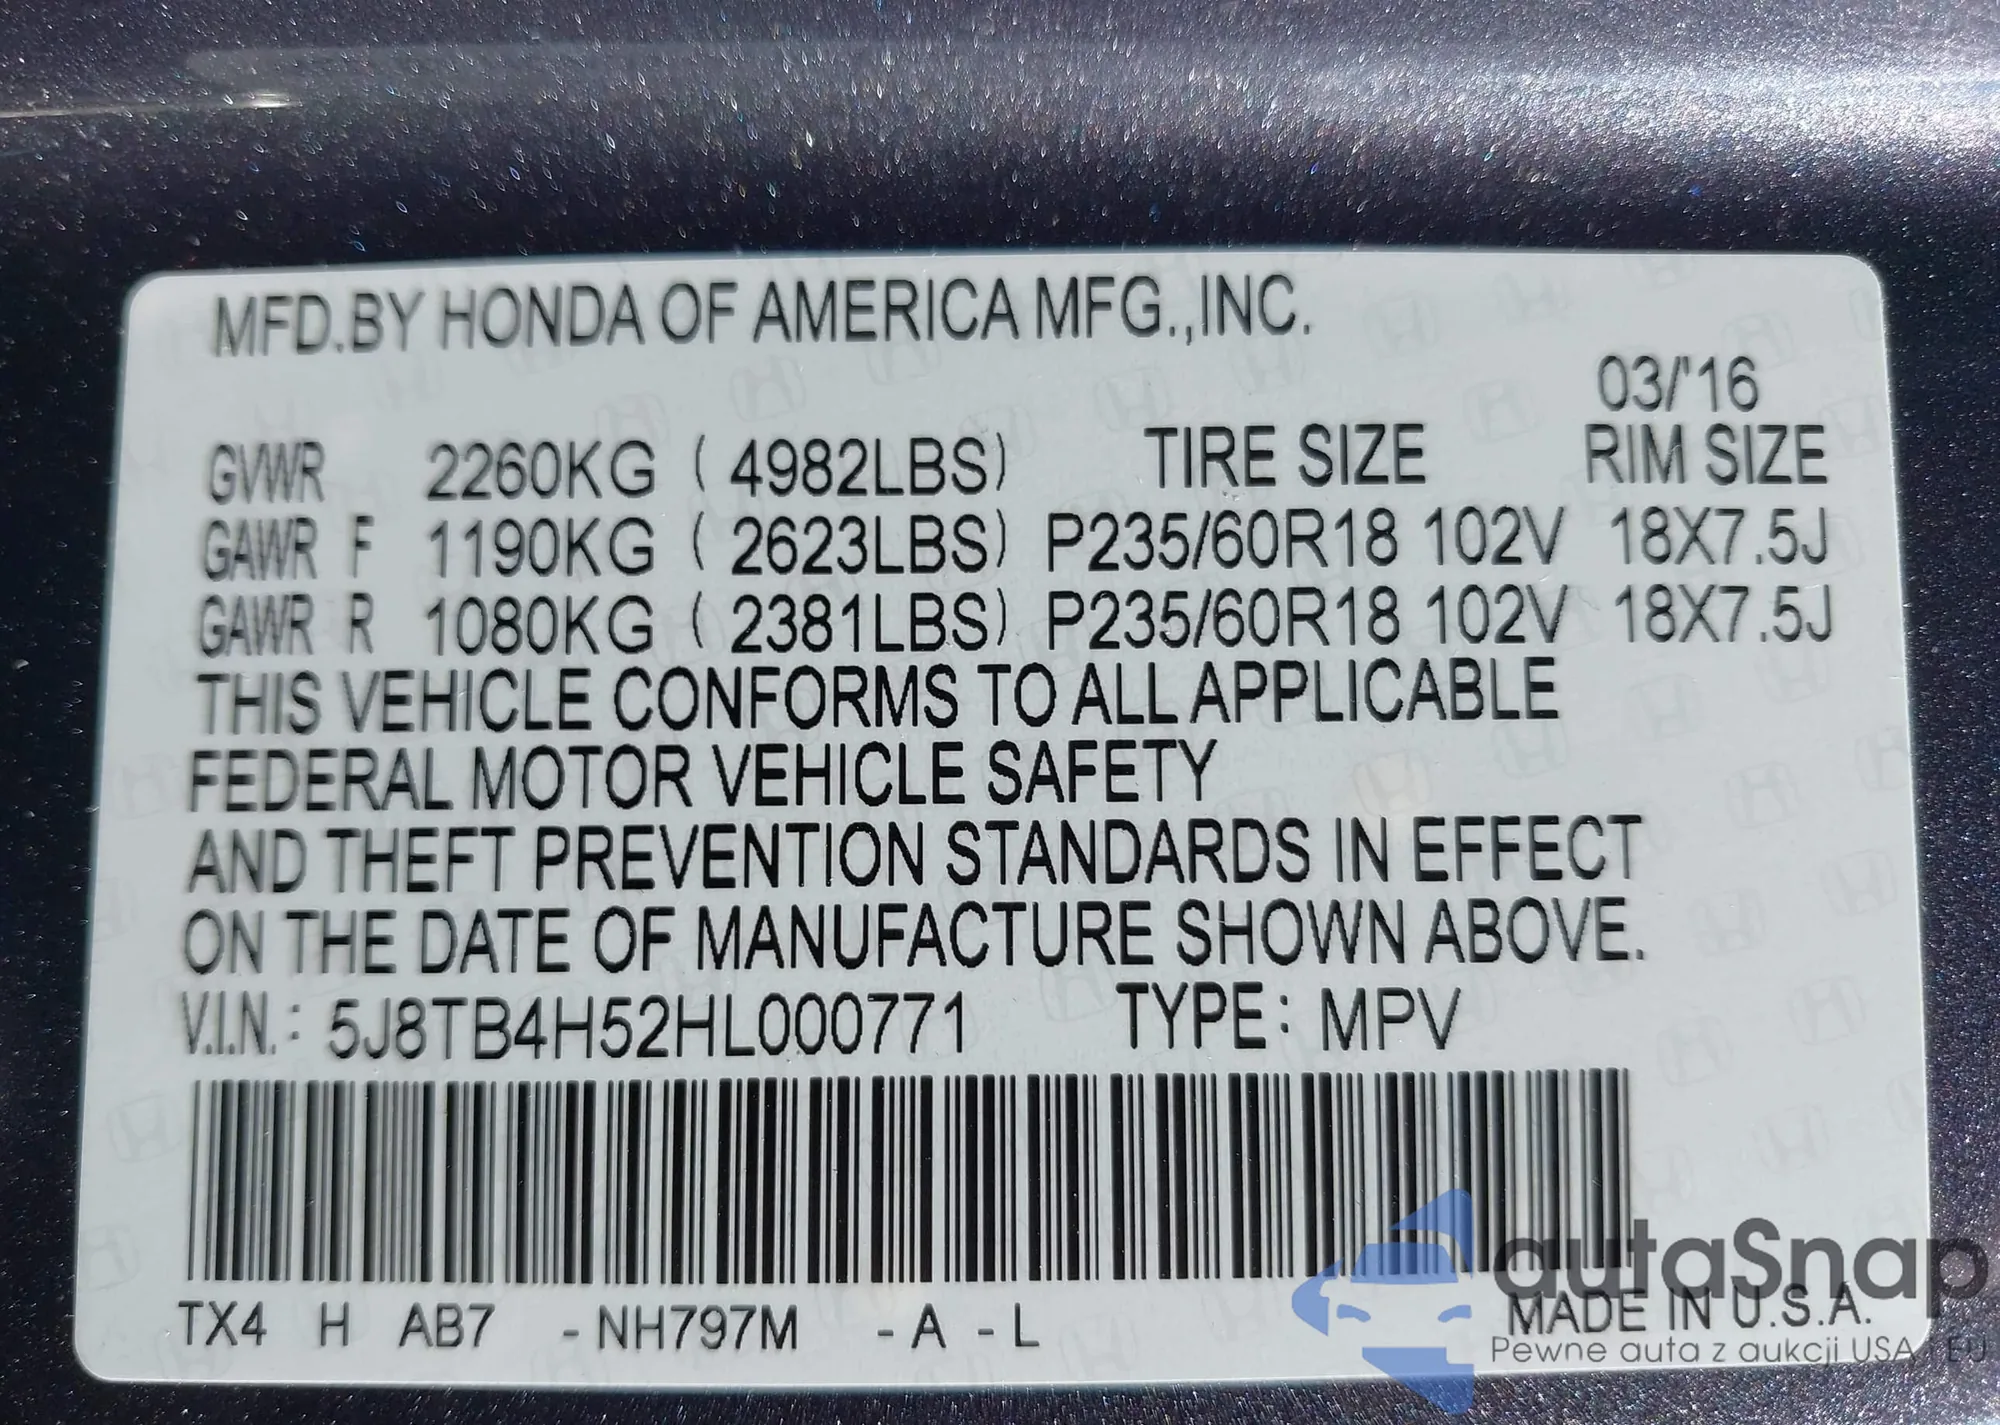 MFD.BY HONDA OF AMERICA MFG.,INC.
03/'16
GVWR 2260KG ( 4982LBS) TIRE SIZE RIM SIZE
GAWR F 1190KG ( 2623LBS) P235/60R18 102V 18X7.5J
GAWR R 1080KG ( 2381LBS) P235/60R18 102V 18X7.5J
THIS VEHICLE CONFORMS TO ALL APPLICABLE
FEDERAL MOTOR VEHICLE SAFETY
AND THEFT PREVENTION STANDARDS IN EFFECT
ON THE DATE OF MANUFACTURE SHOWN ABOVE.
V.I.N.: 5J8TB4H52HL000771 TYPE: MPV
TX4 H AB7 - NH797M - A - L MADE IN U.S.A.
autaSnap
Pewne auta z aukcji USA / EU